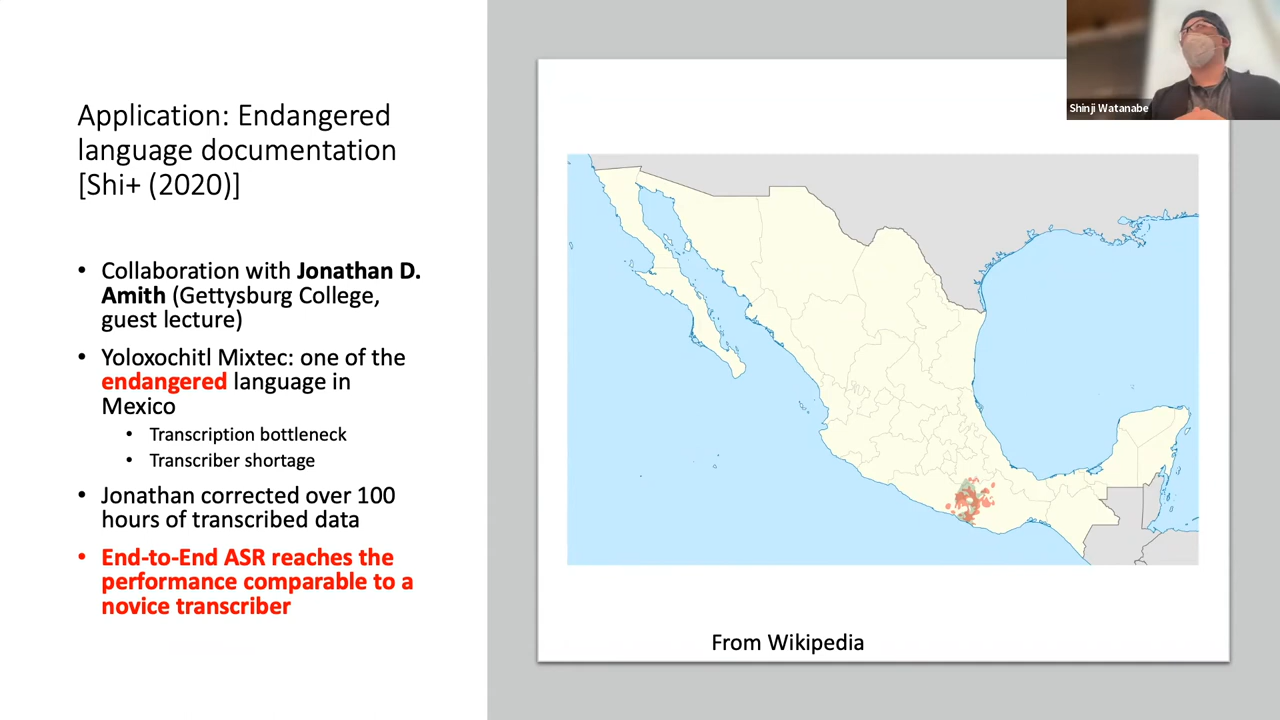 Application: Endangered
language documentation
[Shi+ (2020)]
• Collaboration with Jonathan D.
Amith (Gettysburg College,
guest lecture)
• Yoloxochitl Mixtec: one of the
endangered language in
Mexico
• Transcription bottleneck
• Transcriber shortage
• Jonathan corrected over 100
hours of transcribed data
• End-to-End ASR reaches the
performance comparable to a
novice transcriber
From Wikipedia
Shinji Watanabe